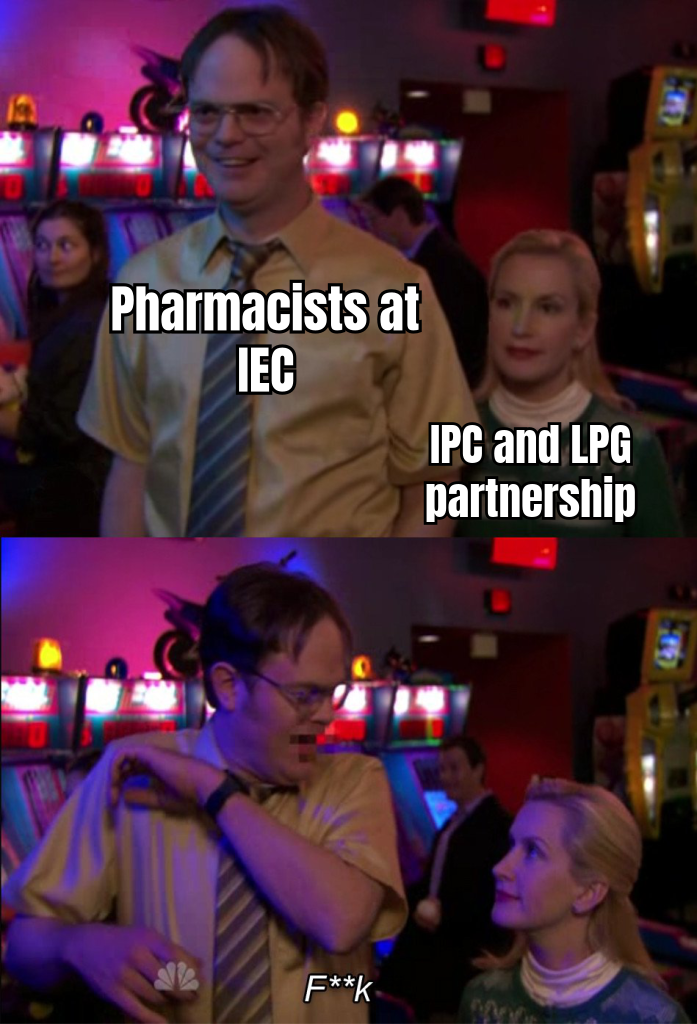 Pharmacists at
IEC
IPC and LPG
partnership
F**k